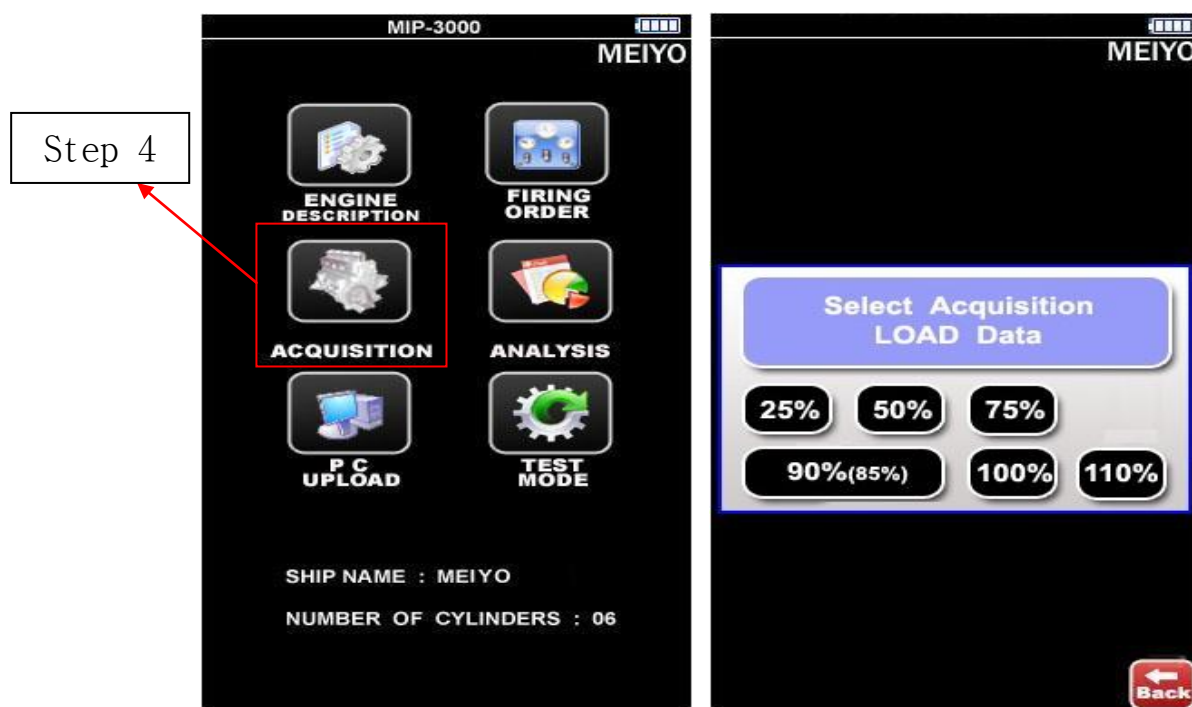 MIP-3000
MEIYO
Step 4
ENGINE
DESCRIPTION
FIRING
ORDER
ACQUISITION
ANALYSIS
P C
UPLOAD
TEST
MODE
SHIP NAME : MEIYO
NUMBER OF CYLINDERS : 06
MEIYO
Select Acquisition
LOAD Data
25% 50% 75%
90%(85%) 100% 110%
Back